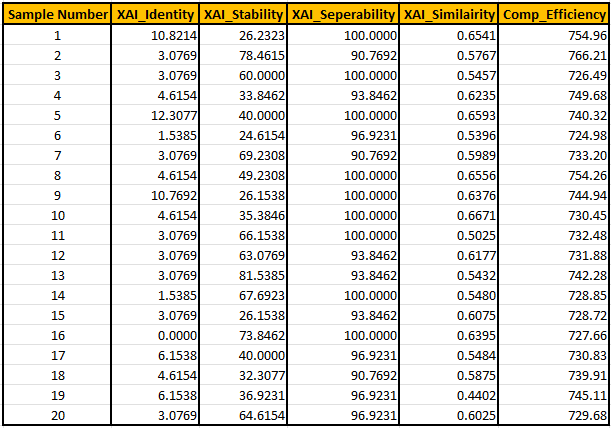 Sample Number XAI_Identity XAI_Stability XAI_Seperability XAI_Similairity Comp_Efficiency
1 10.8214 26.2323 100.0000 0.6541 754.96
2 3.0769 78.4615 90.7692 0.5767 766.21
3 3.0769 60.0000 100.0000 0.5457 726.49
4 4.6154 33.8462 93.8462 0.6235 749.68
5 12.3077 40.0000 100.0000 0.6593 740.32
6 1.5385 24.6154 96.9231 0.5396 724.98
7 3.0769 69.2308 90.7692 0.5989 733.20
8 4.6154 49.2308 100.0000 0.6556 754.26
9 10.7692 26.1538 100.0000 0.6376 744.94
10 4.6154 35.3846 100.0000 0.6671 730.45
11 3.0769 66.1538 100.0000 0.5025 732.48
12 3.0769 63.0769 93.8462 0.6177 731.88
13 3.0769 81.5385 93.8462 0.5432 742.28
14 1.5385 67.6923 100.0000 0.5480 728.85
15 3.0769 26.1538 93.8462 0.6075 728.72
16 0.0000 73.8462 100.0000 0.6395 727.66
17 6.1538 40.0000 96.9231 0.5484 730.83
18 4.6154 32.3077 90.7692 0.5875 739.91
19 6.1538 36.9231 96.9231 0.4402 745.11
20 3.0769 64.6154 96.9231 0.6025 729.68